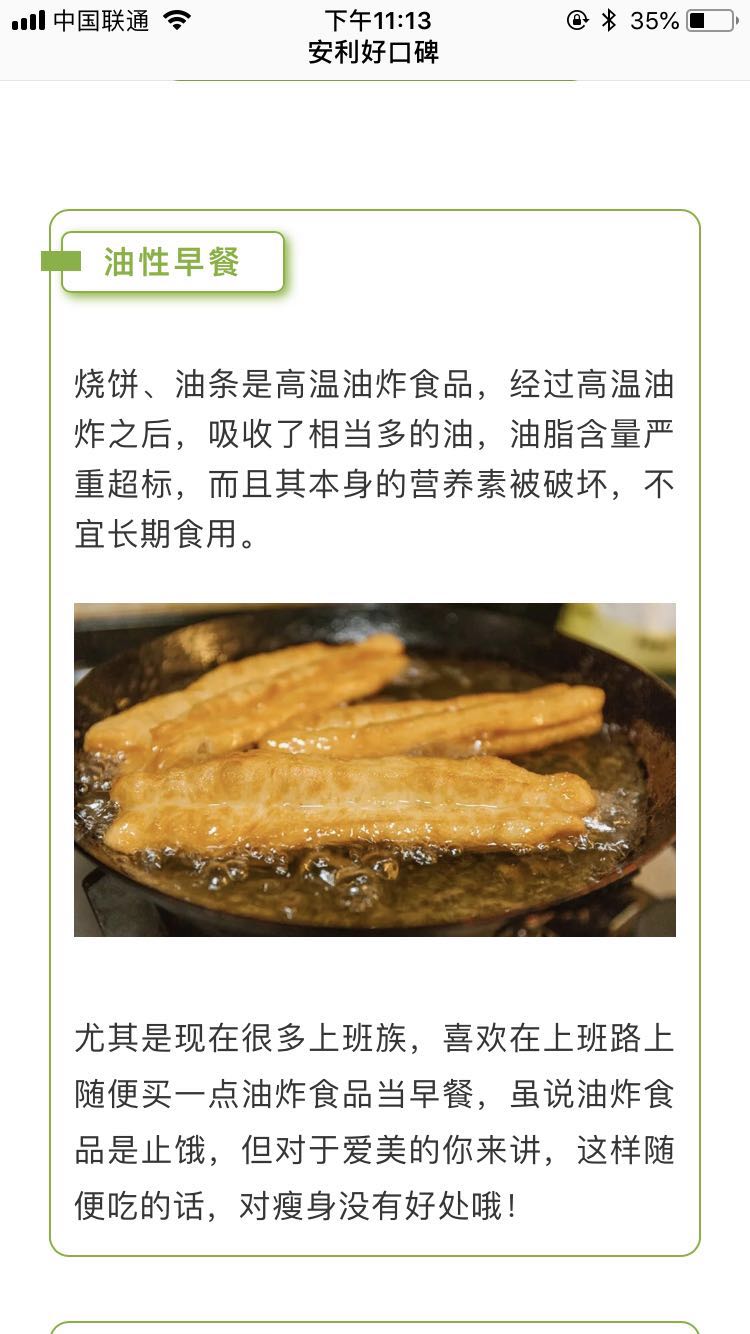 中国联通 下午11:13 35%
安利好口碑
油性早餐
烧饼、油条是高温油炸食品，经过高温油
炸之后，吸收了相当多的油，油脂含量严
重超标，而且其本身的营养素被破坏，不
宜长期食用。
尤其是现在很多上班族，喜欢在上班路上
随便买一点油炸食品当早餐，虽说油炸食
品是止饿，但对于爱美的你来讲，这样随
便吃的话，对瘦身没有好处哦！